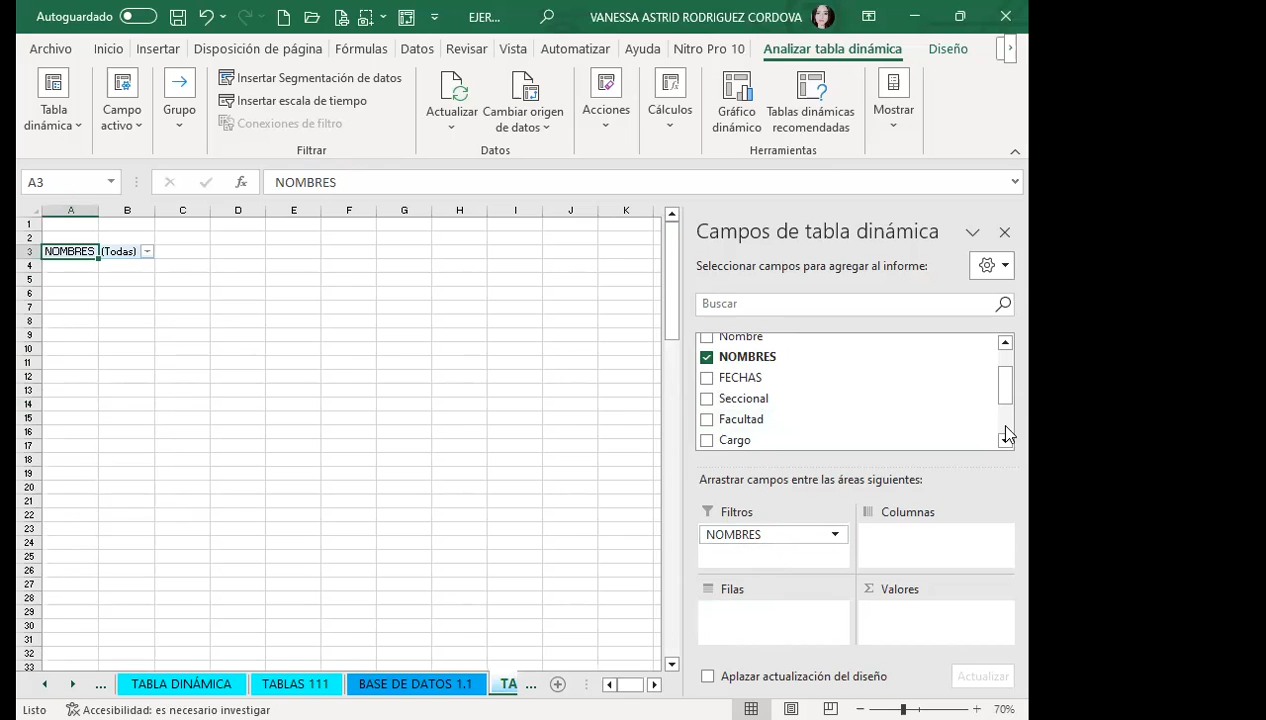 Autoguardado EJER... VANESSA ASTRID RODRIGUEZ CORDOVA
Archivo Inicio Insertar Disposición de página Fórmulas Datos Revisar Vista Automatizar Ayuda Nitro Pro 10 Analizar tabla dinámica Diseño
Tabla dinámica
Campo activo
Grupo
Insertar Segmentación de datos
Insertar escala de tiempo
Conexiones de filtro
Filtrar
Actualizar
Cambiar origen de datos
Datos
Acciones
Cálculos
Gráfico dinámico
Tablas dinámicas recomendadas
Herramientas
Mostrar
A3 fx NOMBRES
A B C D E F G H I J K
1
2
3 NOMBRES (Todas)
4
5
6
7
8
9
10
11
12
13
14
15
16
17
18
19
20
21
22
23
24
25
26
27
28
29
30
31
32
33
Campos de tabla dinámica
Seleccionar campos para agregar al informe:
Buscar
Nombre
NOMBRES
FECHAS
Seccional
Facultad
Cargo
Arrastrar campos entre las áreas siguientes:
Filtros
NOMBRES
Columnas
Filas
Σ Valores
Aplazar actualización del diseño Actualizar
... TABLA DINÁMICA TABLAS 111 BASE DE DATOS 1.1 TA ...
Listo Accesibilidad: es necesario investigar 70%